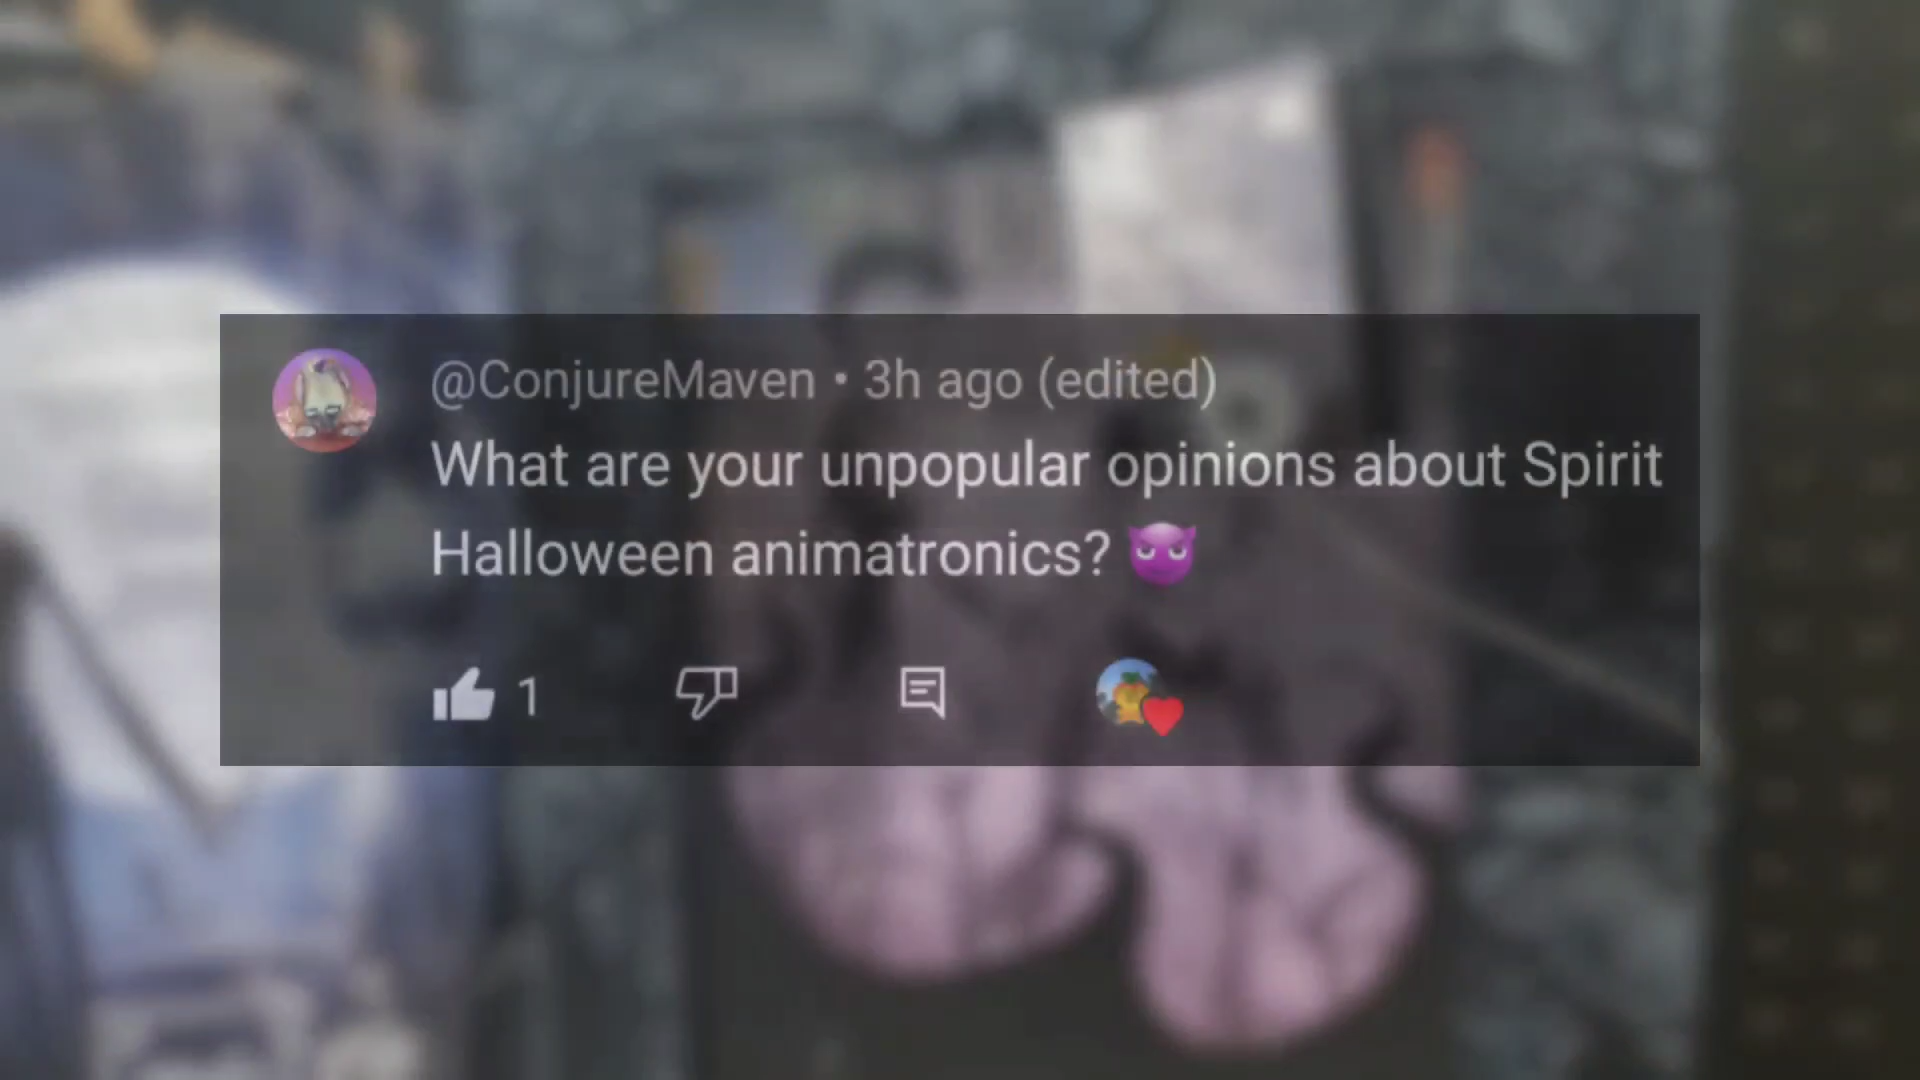 @ConjureMaven • 3h ago (edited)
What are your unpopular opinions about Spirit
Halloween animatronics? 😈
1